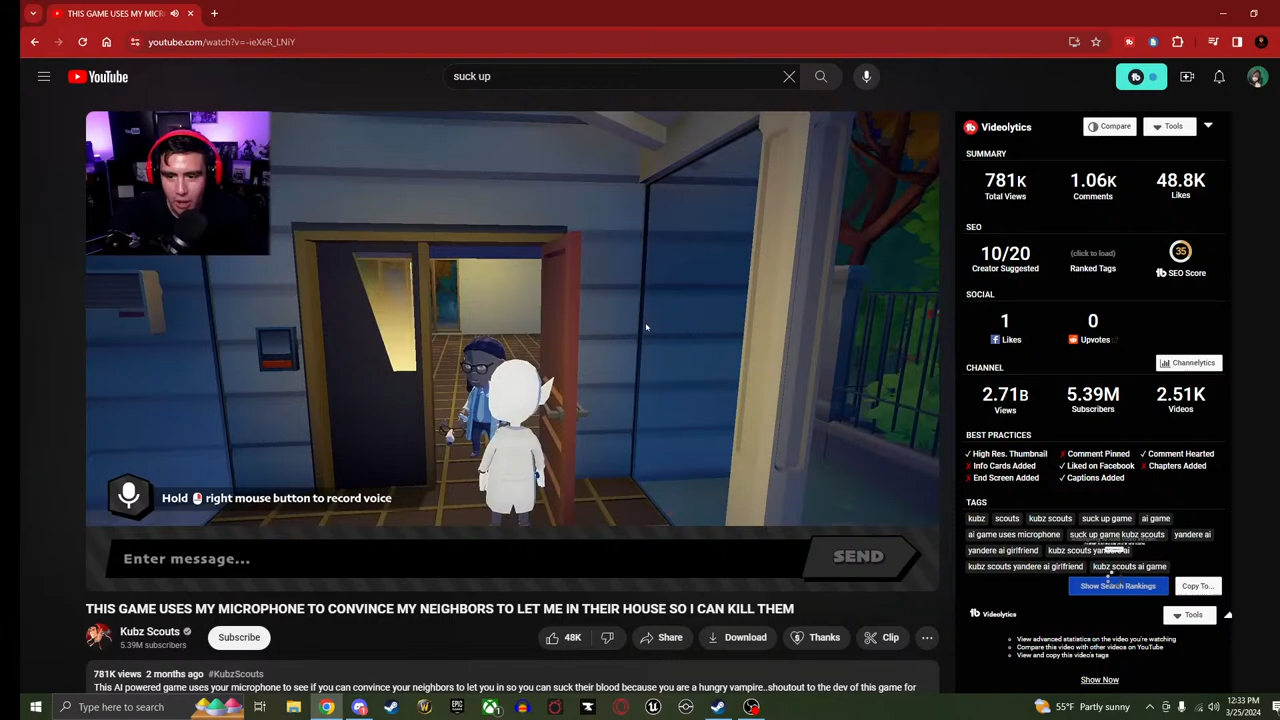 THIS GAME USES MY MICR
youtube.com/watch?v=-ieXeR_LNiY
YouTube
suck up
Videolytics
Compare
Tools
SUMMARY
781K
1.06K
48.8K
Total Views
Comments
Likes
SEO
10/20
(click to load)
35
Creator Suggested
Ranked Tags
tb SEO Score
SOCIAL
1
0
Likes
Upvotes
CHANNEL
Channelytics
2.71B
5.39M
2.51K
Views
Subscribers
Videos
BEST PRACTICES
✓ High Res. Thumbnail
✗ Comment Pinned
✓ Comment Hearted
✗ Info Cards Added
✓ Liked on Facebook
✗ Chapters Added
✗ End Screen Added
✓ Captions Added
TAGS
kubz
scouts
kubz scouts
suck up game
ai game
ai game uses microphone
suck up game kubz scouts
yandere ai
yandere ai girlfriend
kubz scouts yandere ai
kubz scouts yandere ai girlfriend
kubz scouts ai game
Show Search Rankings
Copy To...
tb Videolytics
Tools
View advanced statistics on the video you're watching
Compare this video with other videos on YouTube
View and copy this video's tags
Show Now
Hold right mouse button to record voice
Enter message...
SEND
THIS GAME USES MY MICROPHONE TO CONVINCE MY NEIGHBORS TO LET ME IN THEIR HOUSE SO I CAN KILL THEM
Kubz Scouts
5.39M subscribers
Subscribe
48K
Share
Download
Thanks
Clip
781K views 2 months ago #KubzScouts
This AI powered game uses your microphone to see if you can convince your neighbors to let you in so you can suck their blood because you are a hungry vampire..shoutout to the dev of this game for
Type here to search
55°F Partly sunny
12:33 PM
3/25/2024